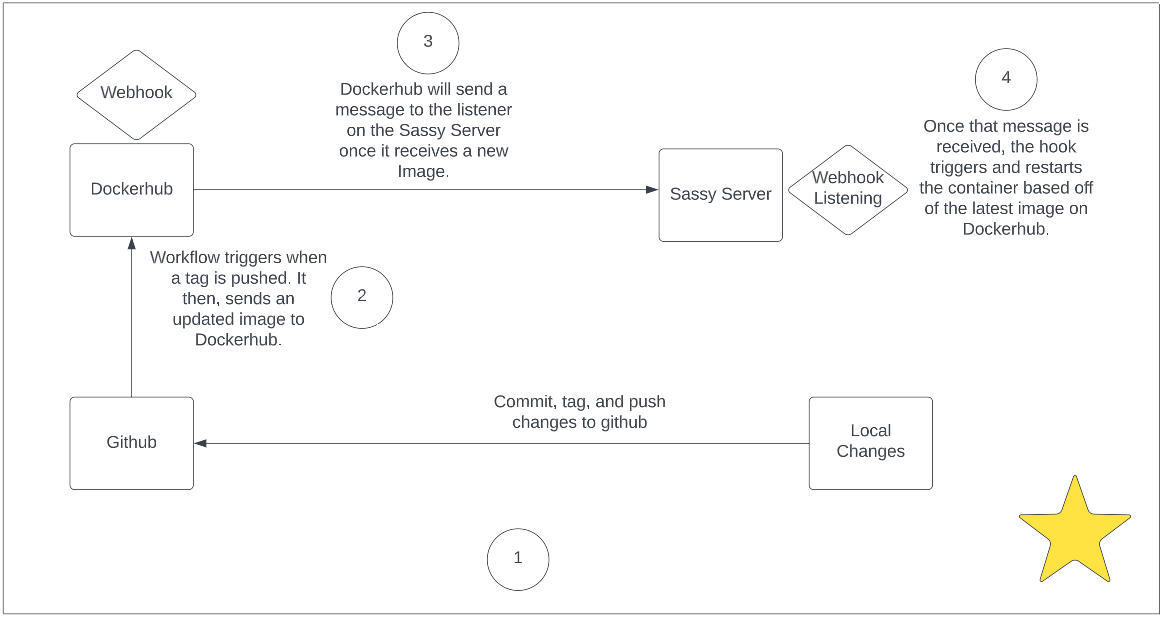 3
Dockerhub will send a
message to the listener
on the Sassy Server
once it receives a new
Image.
4
Once that message is
received, the hook
triggers and restarts
the container based off
of the latest image on
Dockerhub.
Webhook
Dockerhub
Sassy Server
Webhook
Listening
Workflow triggers when
a tag is pushed. It
then, sends an
updated image to
Dockerhub.
2
Commit, tag, and push
changes to github
Github
Local
Changes
1